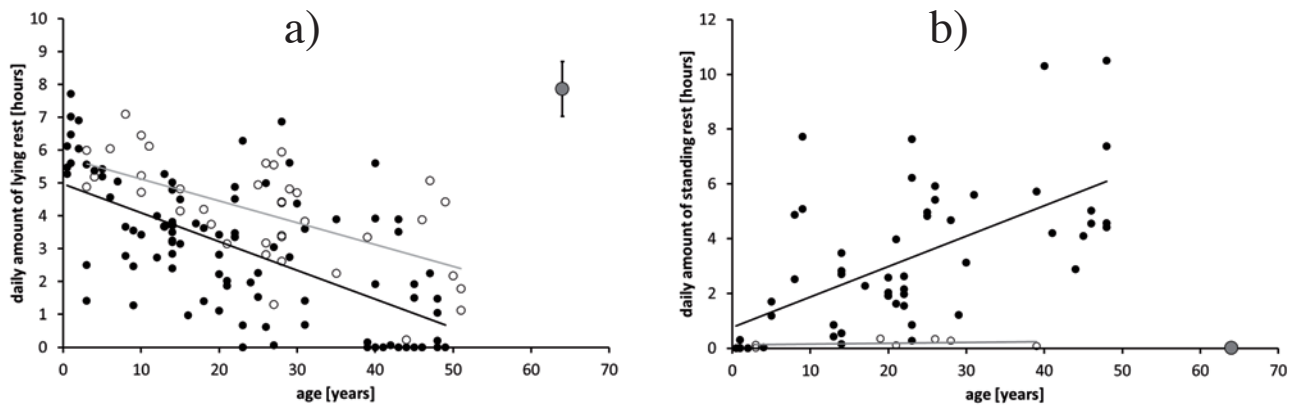 a)
daily amount of lying rest [hours]
10
9
8
7
6
5
4
3
2
1
0
0 10 20 30 40 50 60 70
age [years]
b)
daily amount of standing rest [hours]
12
10
8
6
4
2
0
0 10 20 30 40 50 60 70
age [years]